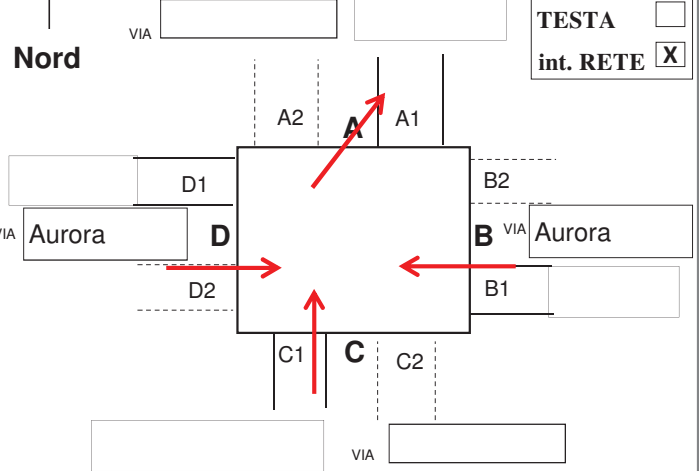 TESTA
VIA
Nord
int. RETE X
A2
A
A1
D1
B2
VIA Aurora
D
B
VIA Aurora
D2
B1
C1
C
C2
VIA